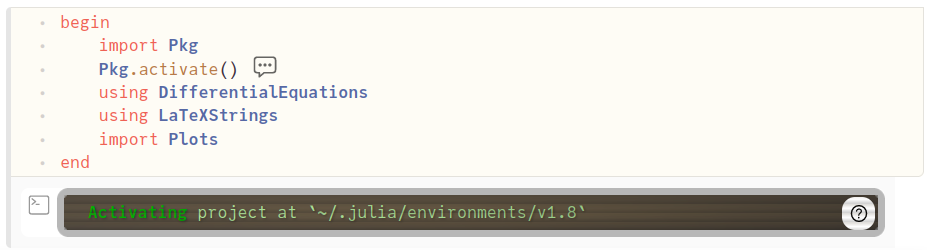 begin
import Pkg
Pkg.activate()
using DifferentialEquations
using LaTeXStrings
import Plots
end
Activating project at `~/.julia/environments/v1.8`